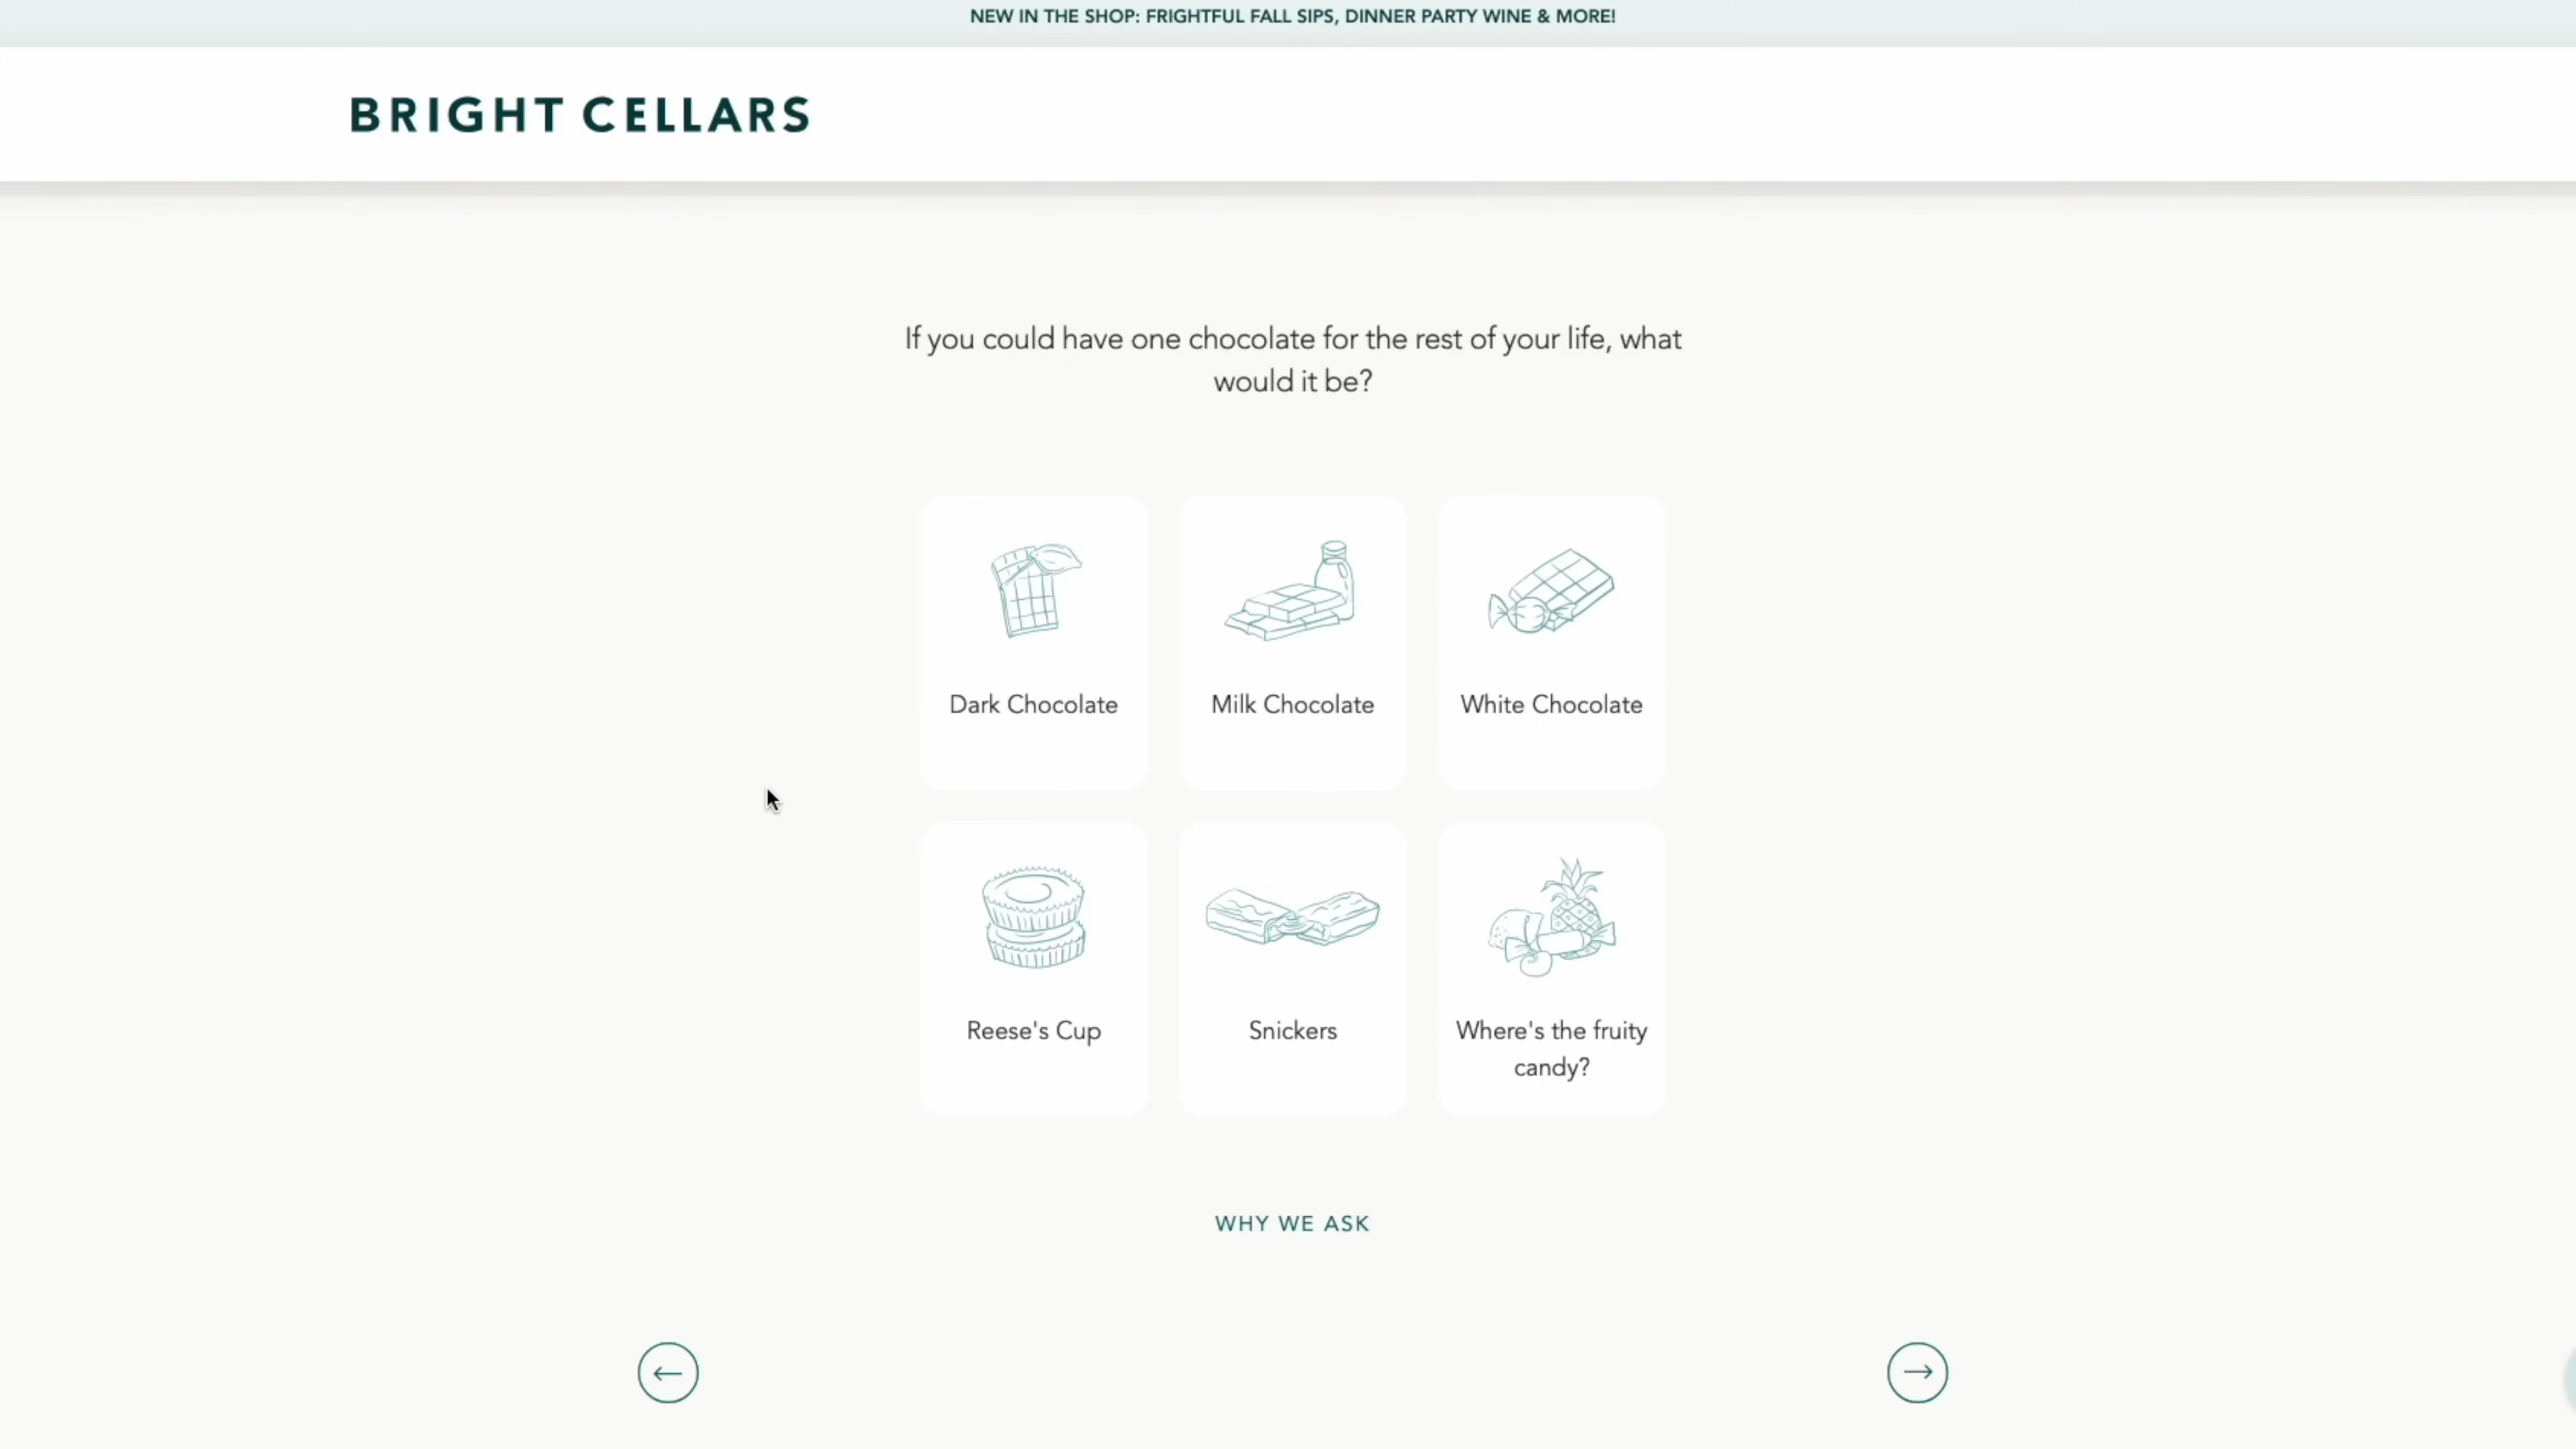 NEW IN THE SHOP: FRIGHTFUL FALL SIPS, DINNER PARTY WINE & MORE!
BRIGHT CELLARS
If you could have one chocolate for the rest of your life, what
would it be?
Dark Chocolate
Milk Chocolate
White Chocolate
Reese's Cup
Snickers
Where's the fruity
candy?
WHY WE ASK